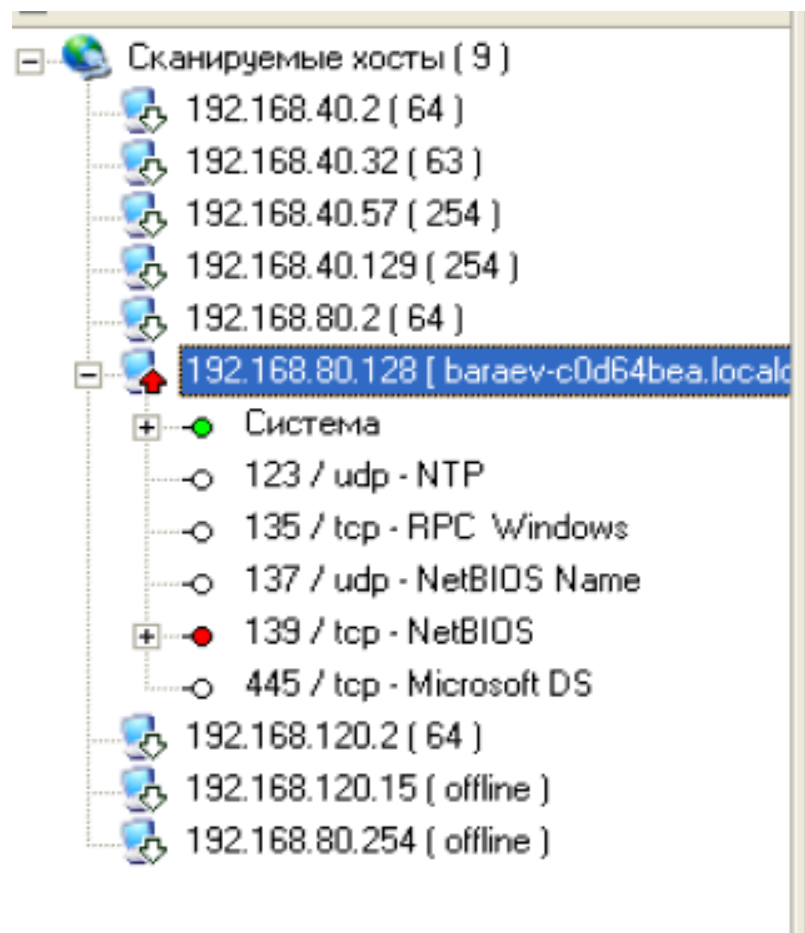 Сканируемые хосты ( 9 )
192.168.40.2 ( 64 )
192.168.40.32 ( 63 )
192.168.40.57 ( 254 )
192.168.40.129 ( 254 )
192.168.80.2 ( 64 )
192.168.80.128 [ baraev-c0d64bea.locald
Система
123 / udp - NTP
135 / tcp - RPC Windows
137 / udp - NetBIOS Name
139 / tcp - NetBIOS
445 / tcp - Microsoft DS
192.168.120.2 ( 64 )
192.168.120.15 ( offline )
192.168.80.254 ( offline )